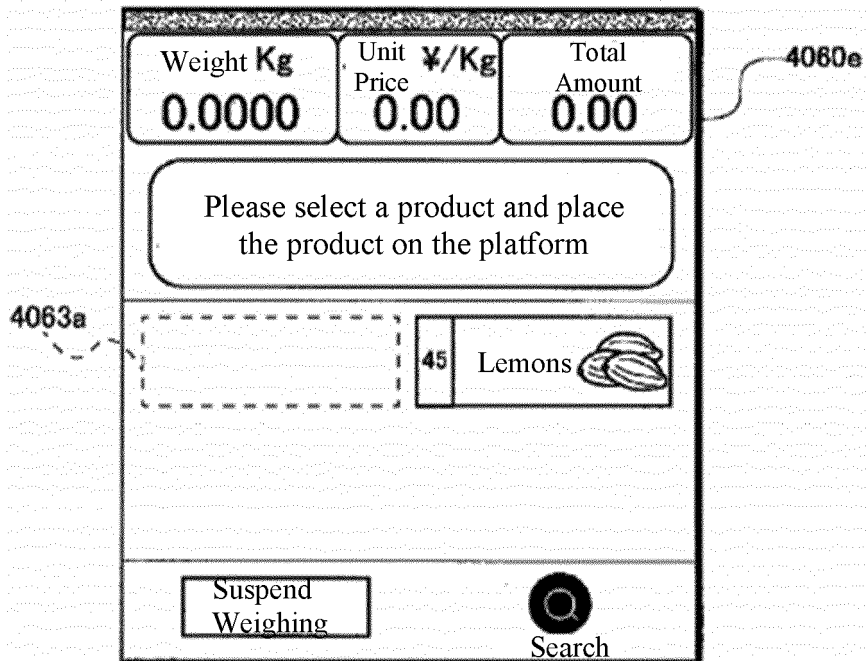 Weight Kg
Unit Price ¥/Kg
Total Amount
0.0000
0.00
0.00
4060e
Please select a product and place
the product on the platform
4063a
45
Lemons
Suspend
Weighing
Search